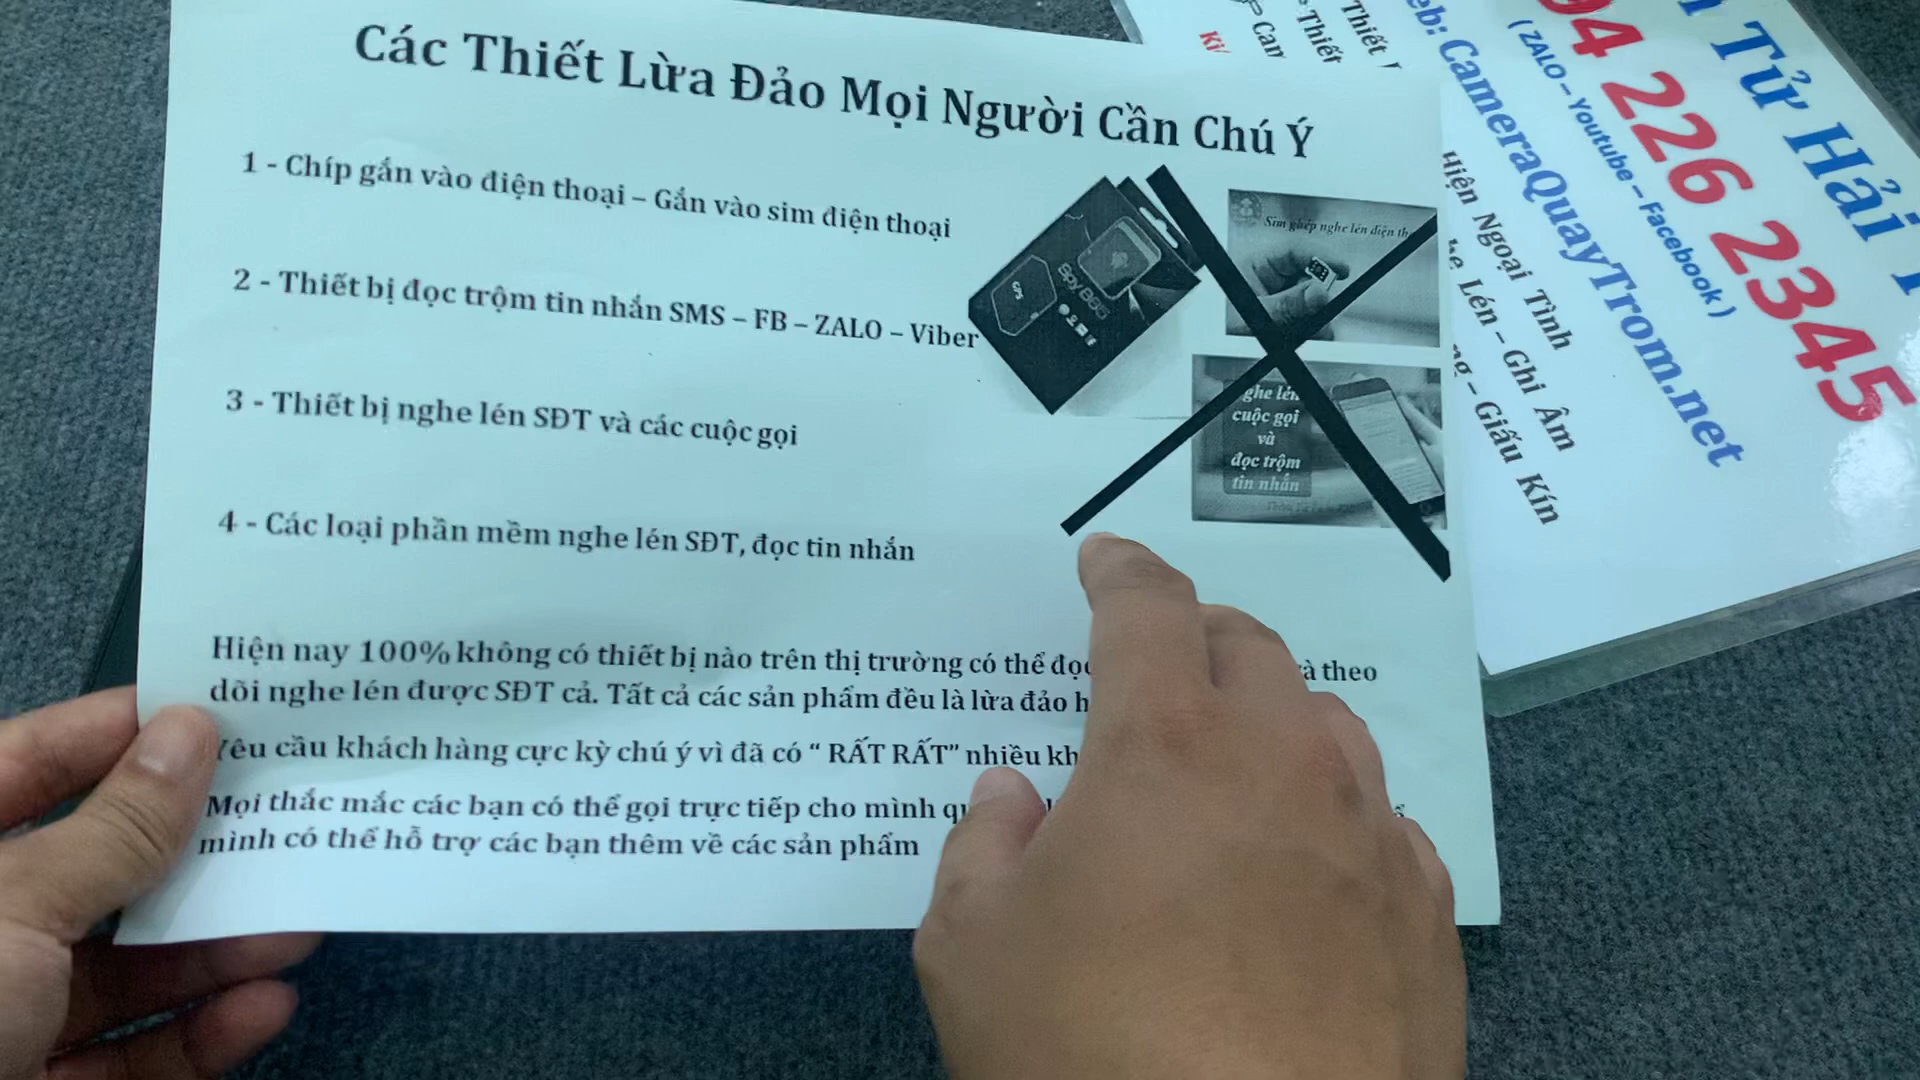 Các Thiết Lừa Đảo Mọi Người Cần Chú Ý
1 - Chíp gắn vào điện thoại – Gắn vào sim điện thoại
2 - Thiết bị đọc trộm tin nhắn SMS – FB – ZALO – Viber
3 - Thiết bị nghe lén SĐT và các cuộc gọi
4 - Các loại phần mềm nghe lén SĐT, đọc tin nhắn
Spy
GPS
Sim ghép nghe lén điện
nghe lén
cuộc gọi
và
đọc trộm
tin nhắn
Hiện nay 100% không có thiết bị nào trên thị trường có thể theo
dõi nghe lén được SĐT cả. Tất cả các sản phẩm đều là lừa đảo
Yêu cầu khách hàng cực kỳ chú ý vì đã có “ RẤT RẤT” nhiều
Mọi thắc mắc các bạn có thể gọi trực tiếp cho mình
mình có thể hỗ trợ các bạn thêm về các sản phẩm
Tử Hải
94 226 2345
( ZALO – Youtube – Facebook )
CameraQuayTrom.net
Thiết
Thiết
Hiện Ngoại Tình
Lén – Ghi Âm
– Giấu Kín